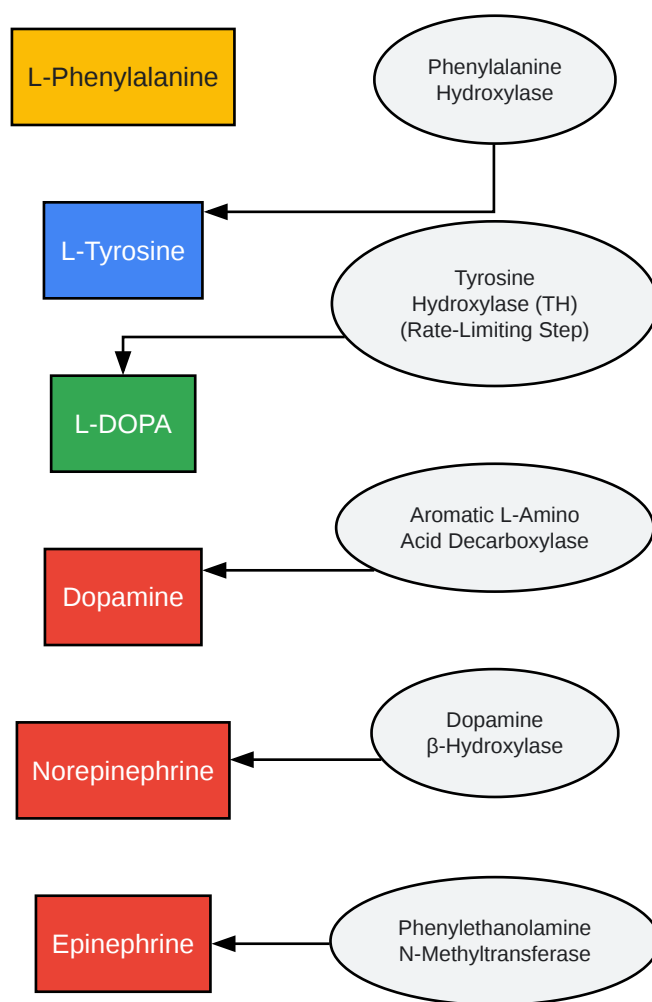 L-Phenylalanine
Phenylalanine
Hydroxylase
L-Tyrosine
Tyrosine
Hydroxylase (TH)
(Rate-Limiting Step)
L-DOPA
Aromatic L-Amino
Acid Decarboxylase
Dopamine
Dopamine
β-Hydroxylase
Norepinephrine
Phenylethanolamine
N-Methyltransferase
Epinephrine